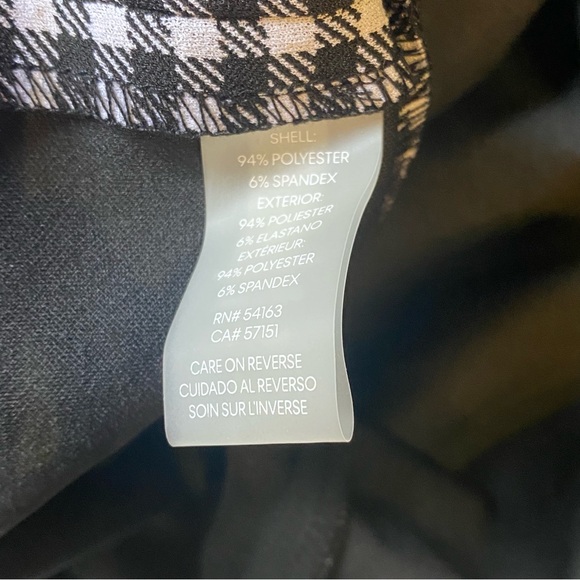 SHELL:
94% POLYESTER
6% SPANDEX
EXTERIOR:
94% POLIESTER
6% ELASTANO
EXTÉRIEUR:
94% POLYESTER
6% SPANDEX
RN# 54163
CA# 57151
CARE ON REVERSE
CUIDADO AL REVERSO
SOIN SUR L'INVERSE